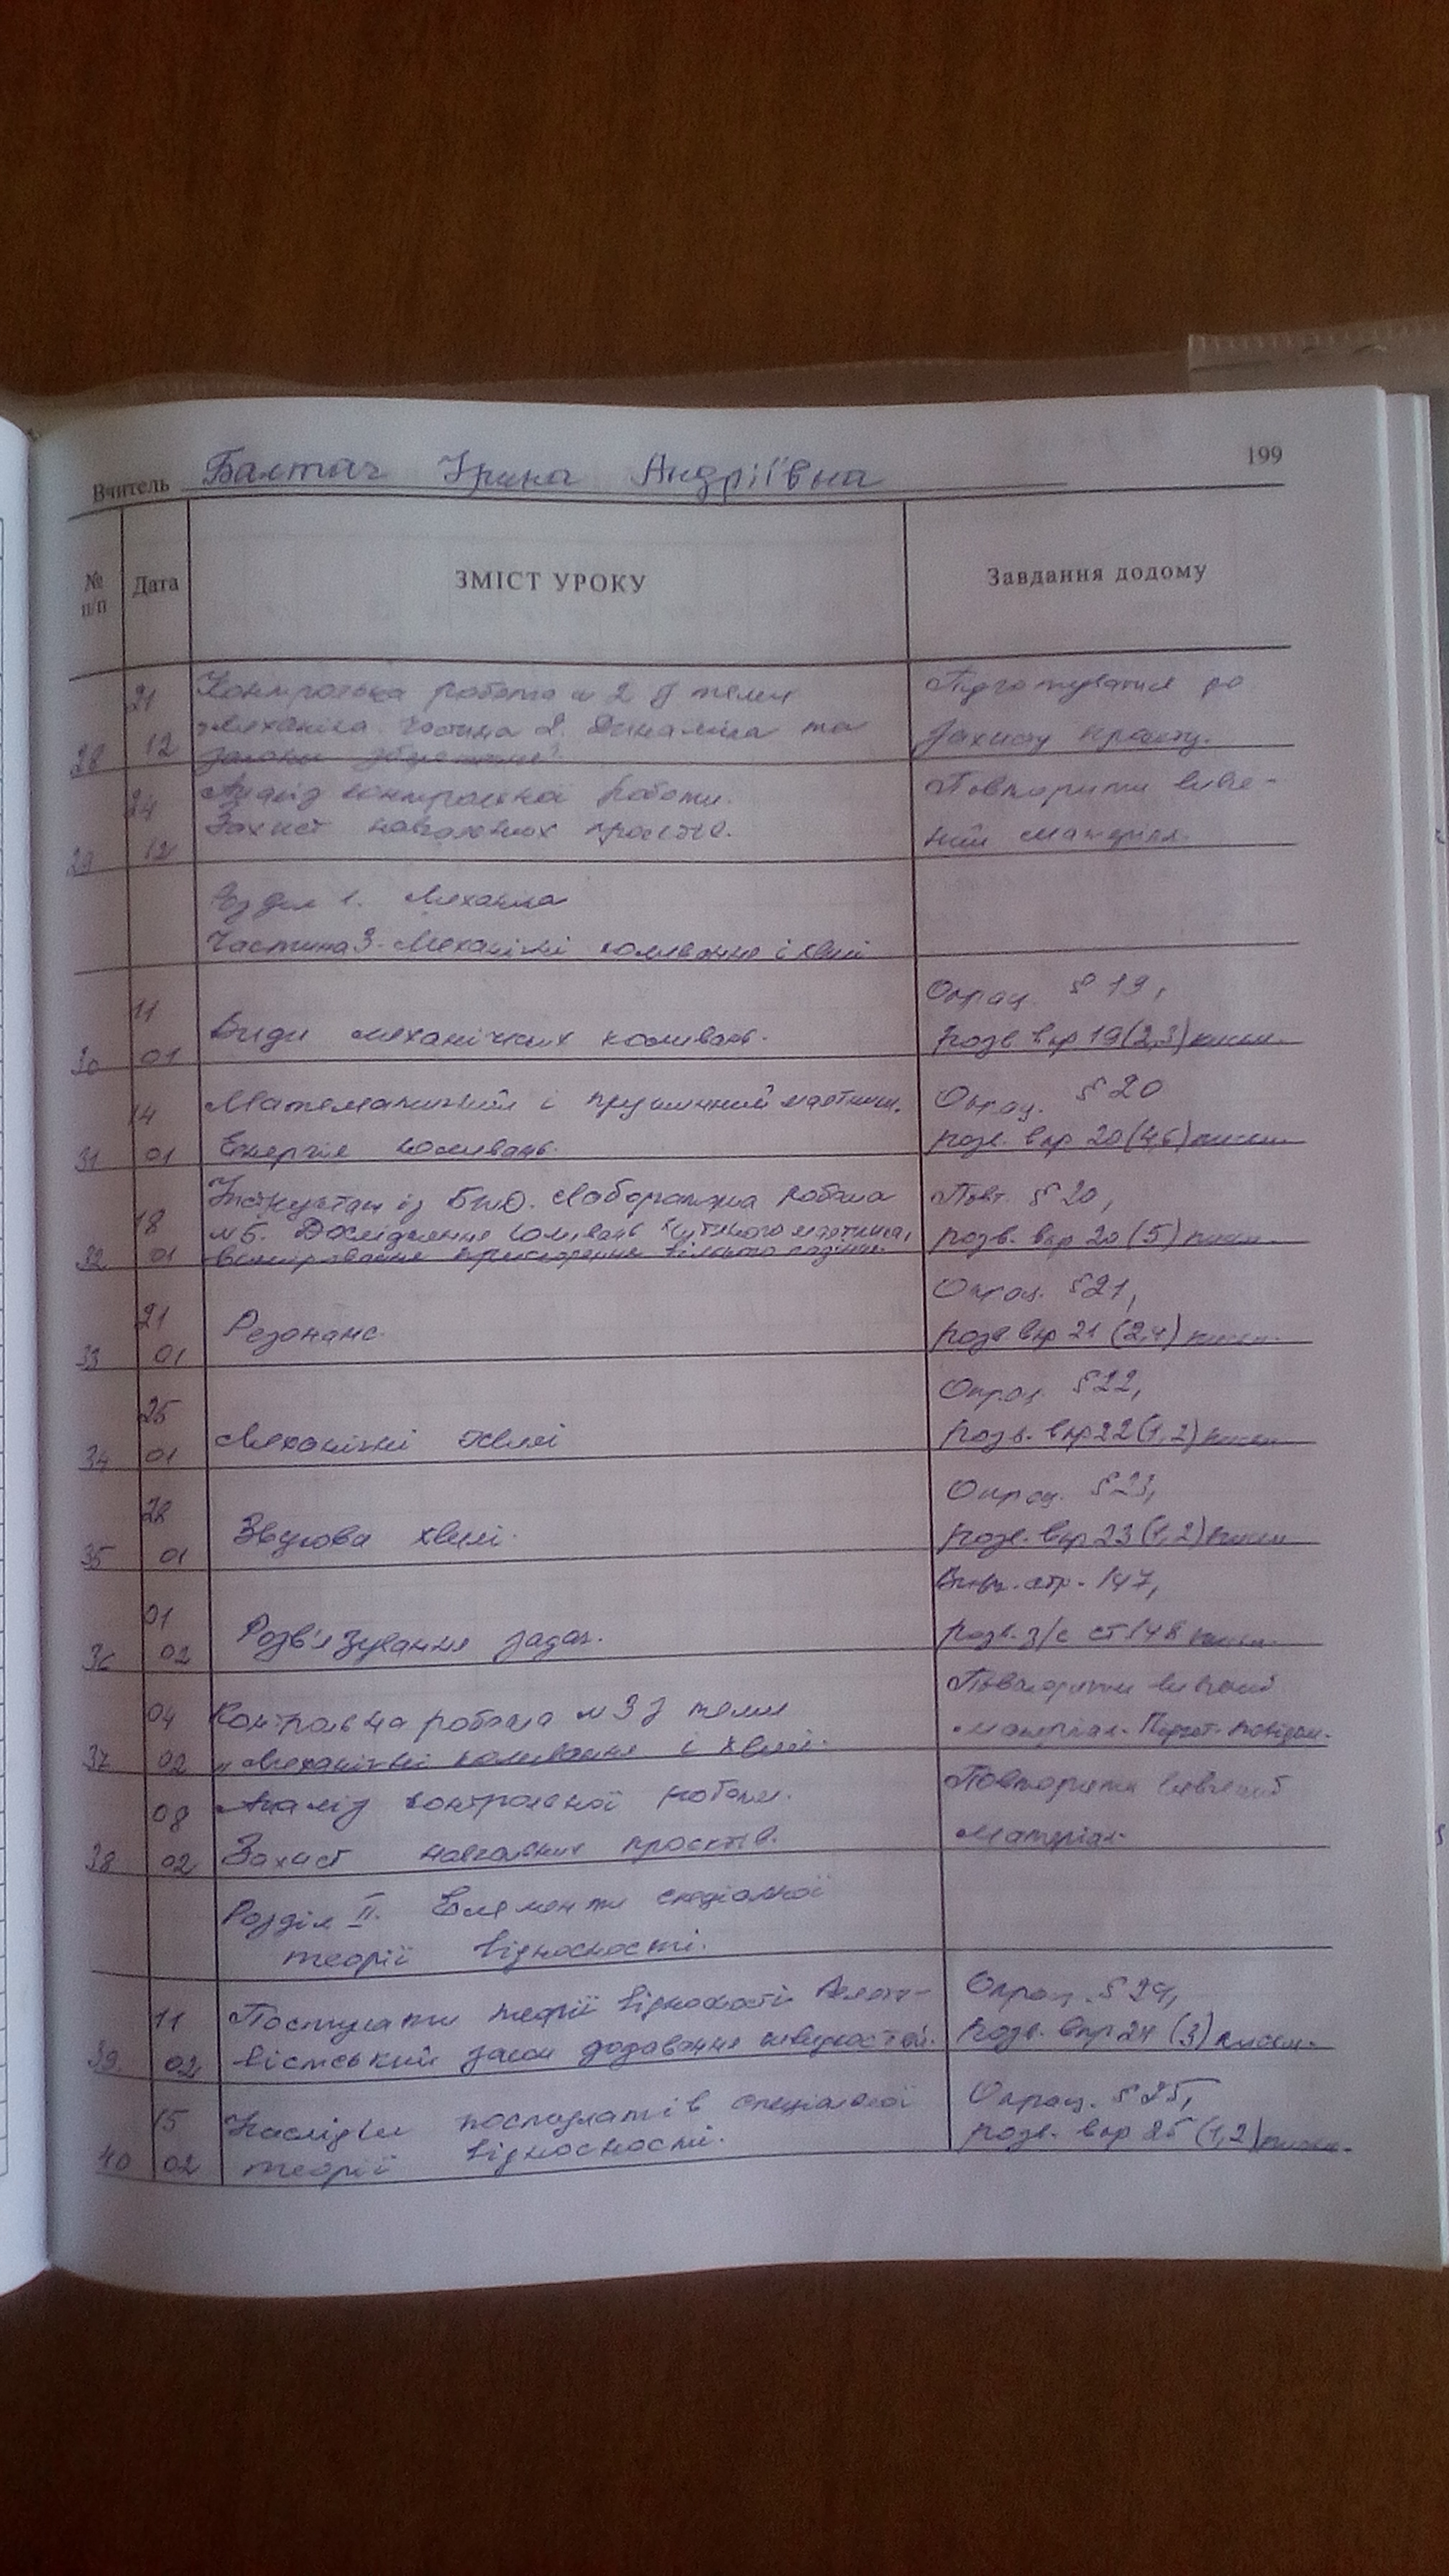 199
Вчитель Балтач Ірина Андріївна
№ п/п Дата ЗМІСТ УРОКУ Завдання додому
21 Контрольна робота № 2 з теми Підготуватися до
28 12 "Механіка. Частина 2. Динаміка та захисту проєкту.
закони збереження".
24 Аналіз контрольної роботи. Повторити вивче-
29 12 Захист навчальних проєктів. ний матеріал.
Розділ 1. Механіка
Частина 3. Механічні коливання і хвилі
11 Опрац. § 19,
30 01 Види механічних коливань. розв. впр 19(2,3) письм.
14 Математичний і пружинний маятники. Опрац. § 20
31 01 Енергія коливань. розв. впр 20(4,6) письм.
18 Інструктаж із БЖД. Лабораторна робота Повт. § 20,
№5. Дослідження коливань маятника,
32 01 вимірювання прискорення вільного падіння. розв. впр 20 (5) письм.
21 Опрац. §21,
33 01 Резонанс. розв впр 21 (2,4) письм.
25 Опрац. §22,
34 01 Механічні хвилі розв. впр 22(1,2) письм
28 Опрац. §23,
35 01 Звукова хвилі. розв. впр 23(1,2) письм
01 Вивч. стр. 147,
36 02 Розв'язування задач. розв. з/с ст 148 письм
04 Контрольна робота №3 з теми Повторити вивчений
37 02 "Механічні коливання і хвилі. матеріал. Підгот. повідом.
08 Аналіз контрольної роботи. Повторити вивчений
38 02 Захист навчальних проєктів. матеріал.
Розділ II. Елементи спеціальної
теорії відносності.
11 Постулати теорії відносності Реляти- Опрац. § 24,
39 02 вістський закон додавання швидкостей. розв. впр 24 (3) письм.
15 Наслідки постулатів спеціальної Опрац. § 25,
40 02 теорії відносності. розв. впр 25 (1,2) письм.